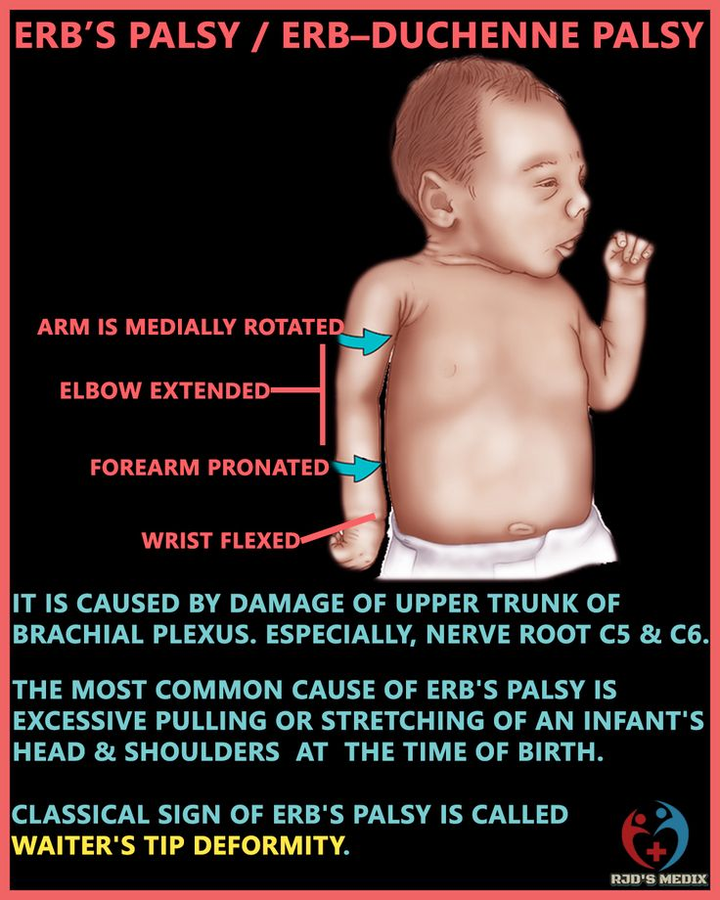 ERB'S PALSY / ERB–DUCHENNE PALSY
ARM IS MEDIALLY ROTATED
ELBOW EXTENDED
FOREARM PRONATED
WRIST FLEXED
IT IS CAUSED BY DAMAGE OF UPPER TRUNK OF
BRACHIAL PLEXUS. ESPECIALLY, NERVE ROOT C5 & C6.
THE MOST COMMON CAUSE OF ERB'S PALSY IS
EXCESSIVE PULLING OR STRETCHING OF AN INFANT'S
HEAD & SHOULDERS AT THE TIME OF BIRTH.
CLASSICAL SIGN OF ERB'S PALSY IS CALLED
WAITER'S TIP DEFORMITY.
RJD'S MEDIX